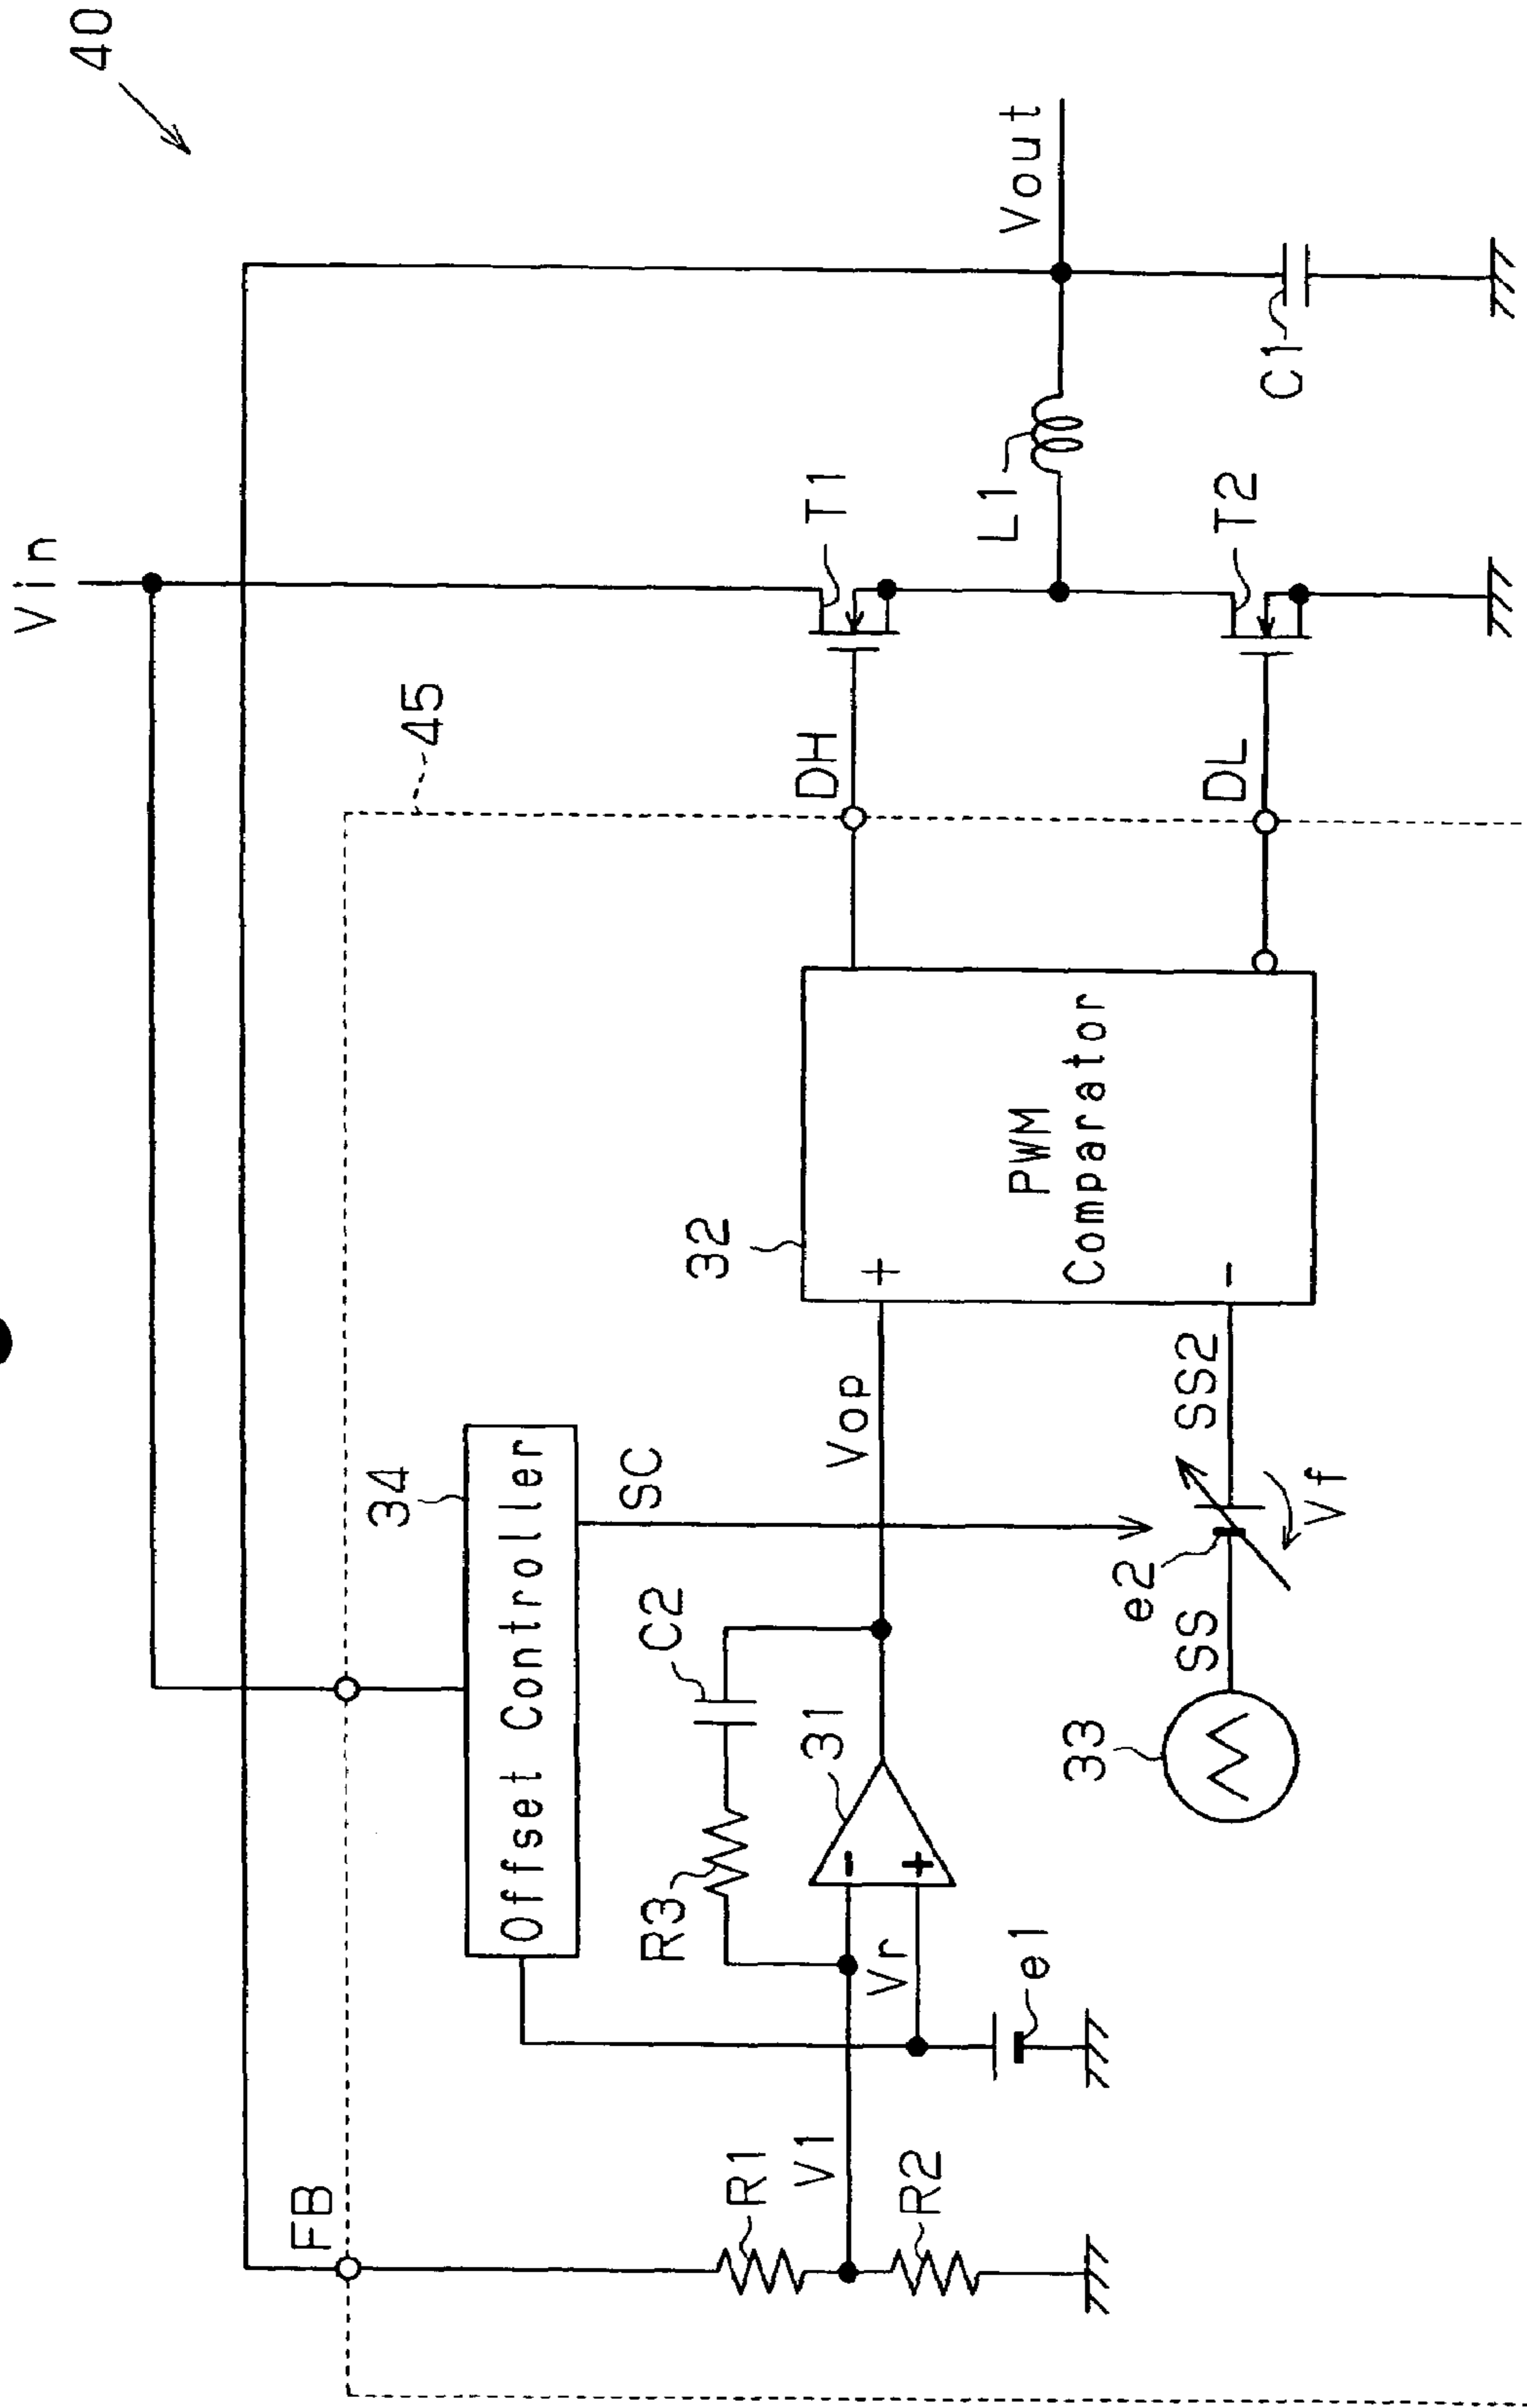 40
Vin
Vout
FB
45
34
Offset Controller
SC
T1
DH
L1
C1
R1
V1
R2
R3
C2
31
Vr
e1
Vop
32
+
-
PWM
Comparator
-
+
DL
T2
33
SS
e2
SS2
Vf